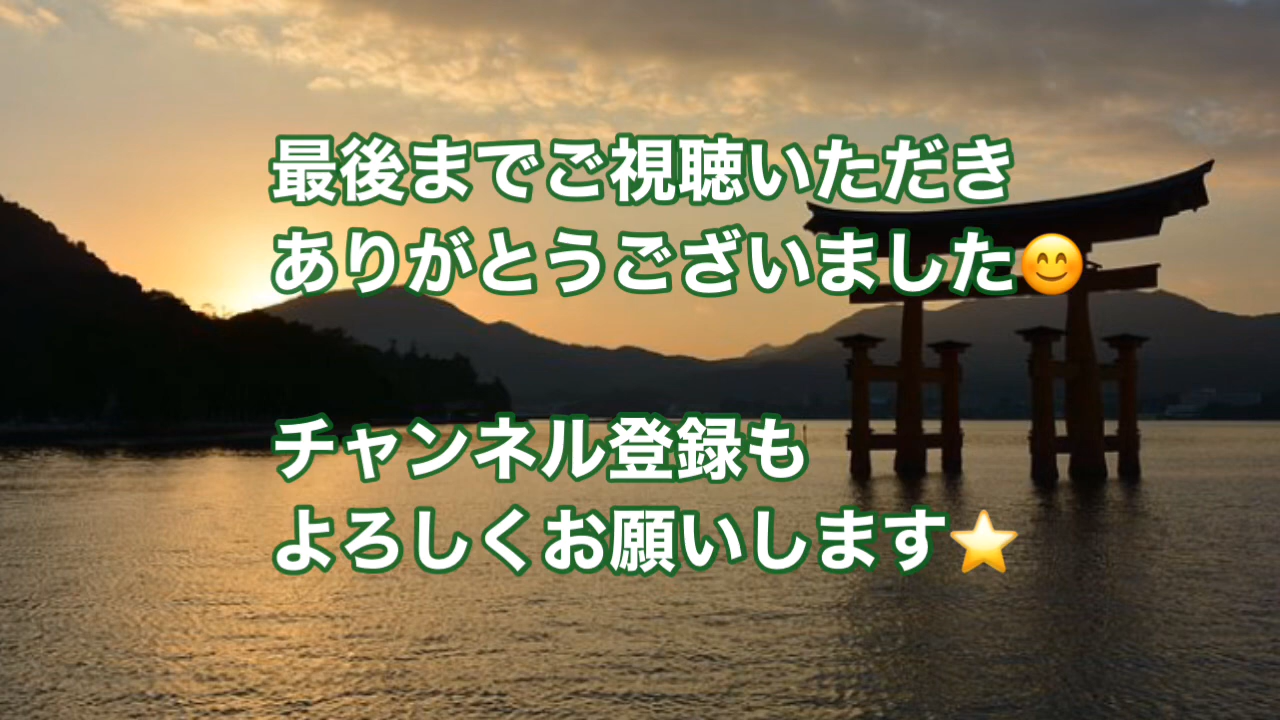 最後までご視聴いただき
ありがとうございました😊
チャンネル登録も
よろしくお願いします⭐